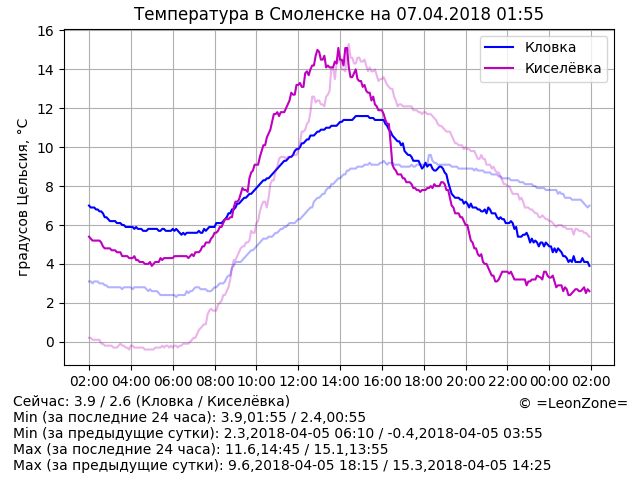 Температура в Смоленске на 07.04.2018 01:55
градусов Цельсия, °C
16
14
12
10
8
6
4
2
0
Кловка
Киселёвка
02:00 04:00 06:00 08:00 10:00 12:00 14:00 16:00 18:00 20:00 22:00 00:00 02:00
Сейчас: 3.9 / 2.6 (Кловка / Киселёвка)
© =LeonZone=
Min (за последние 24 часа): 3.9,01:55 / 2.4,00:55
Min (за предыдущие сутки): 2.3,2018-04-05 06:10 / -0.4,2018-04-05 03:55
Max (за последние 24 часа): 11.6,14:45 / 15.1,13:55
Max (за предыдущие сутки): 9.6,2018-04-05 18:15 / 15.3,2018-04-05 14:25